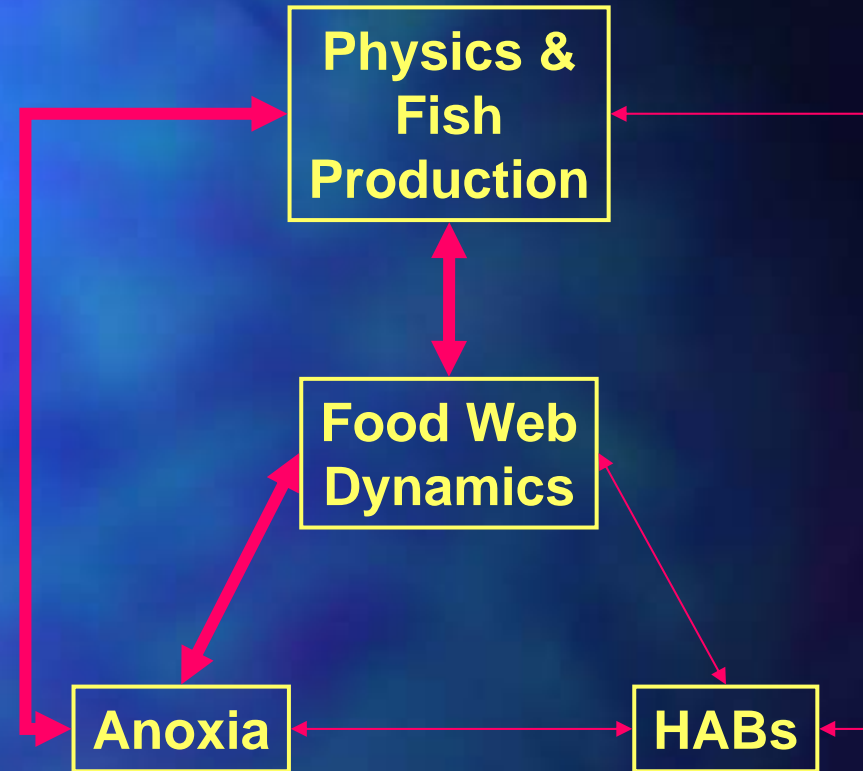 Physics &
Fish
Production
Food Web
Dynamics
Anoxia
HABs